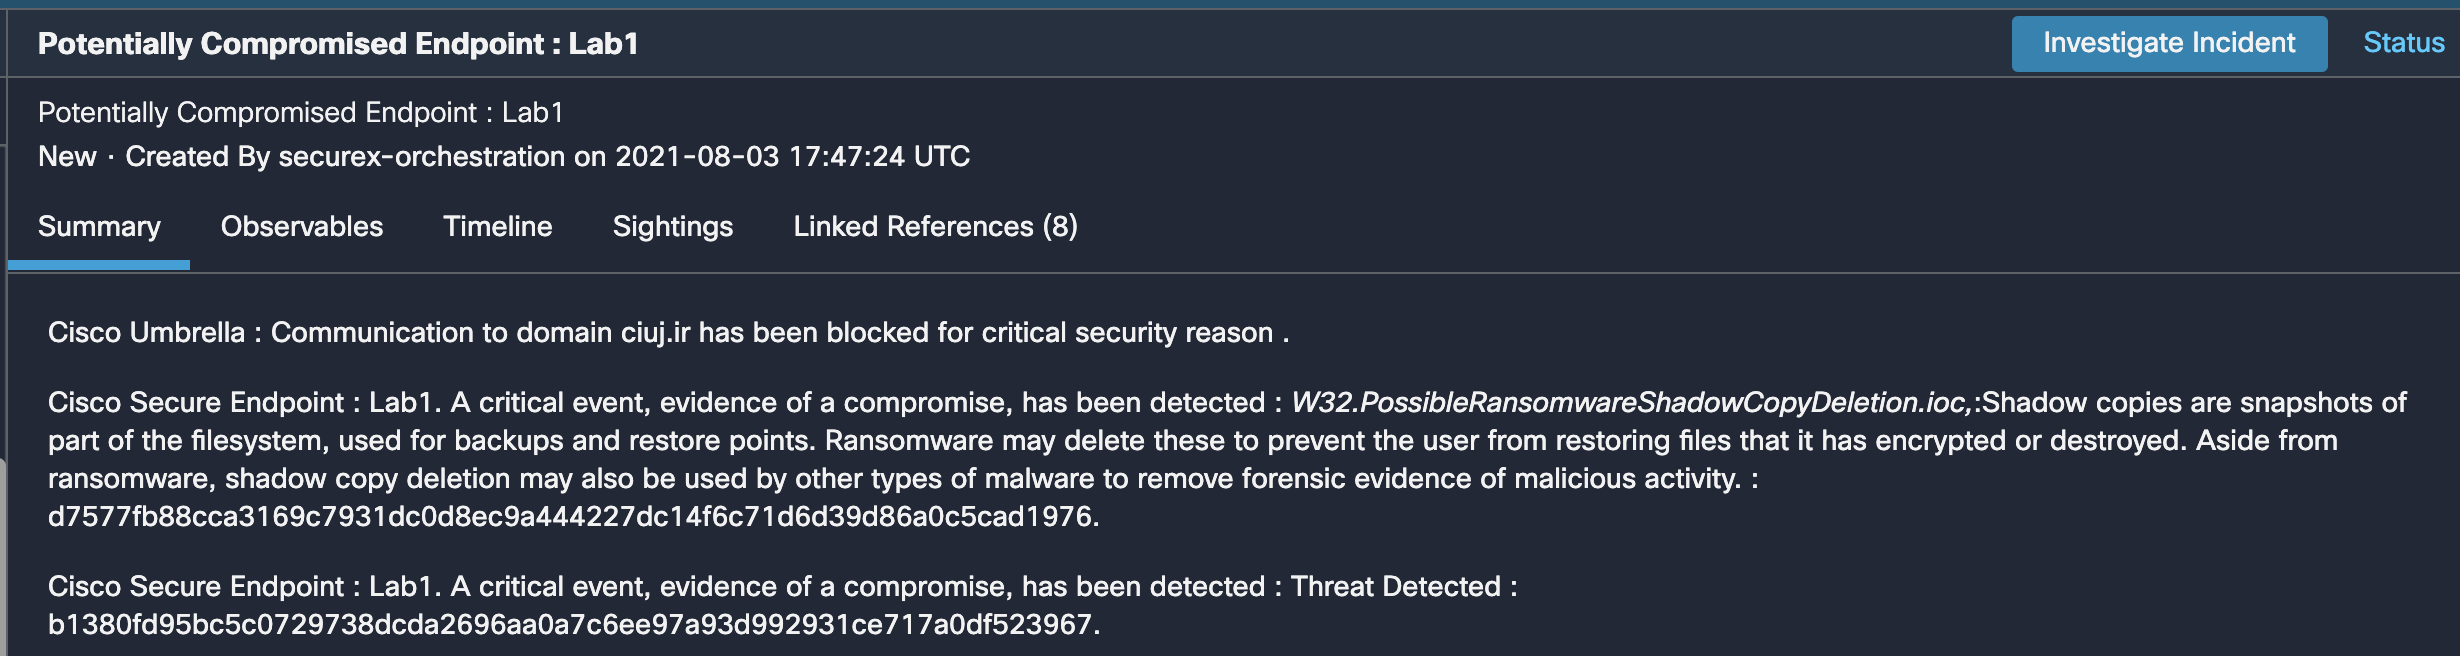 Potentially Compromised Endpoint : Lab1
Investigate Incident
Status
Potentially Compromised Endpoint : Lab1
New · Created By securex-orchestration on 2021-08-03 17:47:24 UTC
Summary
Observables
Timeline
Sightings
Linked References (8)
Cisco Umbrella : Communication to domain ciuj.ir has been blocked for critical security reason .
Cisco Secure Endpoint : Lab1. A critical event, evidence of a compromise, has been detected : W32.PossibleRansomwareShadowCopyDeletion.ioc,:Shadow copies are snapshots of
part of the filesystem, used for backups and restore points. Ransomware may delete these to prevent the user from restoring files that it has encrypted or destroyed. Aside from
ransomware, shadow copy deletion may also be used by other types of malware to remove forensic evidence of malicious activity. :
d7577fb88cca3169c7931dc0d8ec9a444227dc14f6c71d6d39d86a0c5cad1976.
Cisco Secure Endpoint : Lab1. A critical event, evidence of a compromise, has been detected : Threat Detected :
b1380fd95bc5c0729738dcda2696aa0a7c6ee97a93d992931ce717a0df523967.